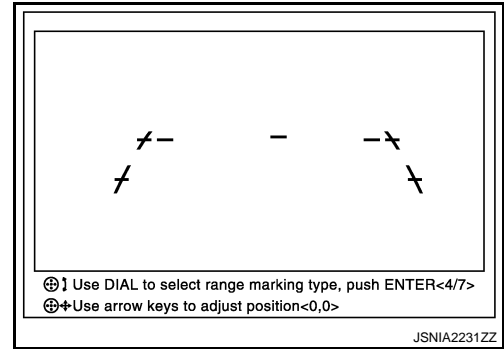 Use DIAL to select range marking type, push ENTER<4/7>
Use arrow keys to adjust position<0,0>
JSNIA2231ZZ